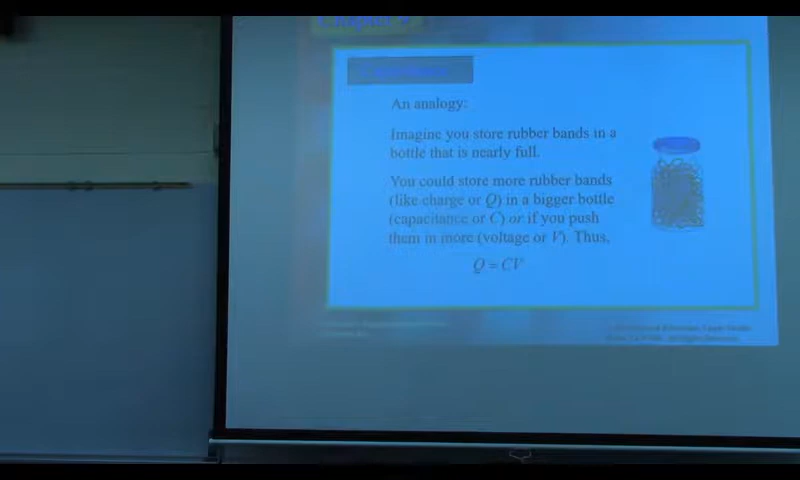 Chapter 9
An analogy:
Imagine you store rubber bands in a
bottle that is nearly full.
You could store more rubber bands
(like charge or Q) in a bigger bottle
(capacitance or C) or if you push
them in more (voltage or V). Thus,
Q = CV